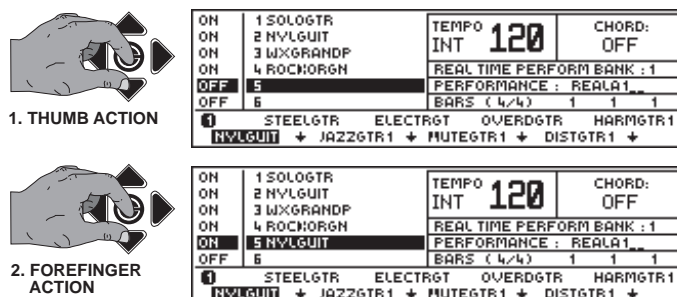 ON 1 SOLOGTR
ON 2 NYLGUIT
ON 3 WXGRANDP
ON 4 ROCKORGN
OFF 5
OFF 6
TEMPO
INT 120
CHORD:
OFF
REAL TIME PERFORM BANK : 1
PERFORMANCE : REALA1__
BARS (4/4) 1 1 1
1 STEELGTR ELECTRGT OVERDGTR HARMGTR1
NYLGUIT ↓ JAZZGTR1 ↓ MUTEGTR1 ↓ DISTGTR1 ↓
1. THUMB ACTION
ON 1 SOLOGTR
ON 2 NYLGUIT
ON 3 WXGRANDP
ON 4 ROCKORGN
ON 5 NYLGUIT
OFF 6
TEMPO
INT 120
CHORD:
OFF
REAL TIME PERFORM BANK : 1
PERFORMANCE : REALA1__
BARS (4/4) 1 1 1
1 STEELGTR ELECTRGT OVERDGTR HARMGTR1
NYLGUIT ↓ JAZZGTR1 ↓ MUTEGTR1 ↓ DISTGTR1 ↓
2. FOREFINGER
ACTION